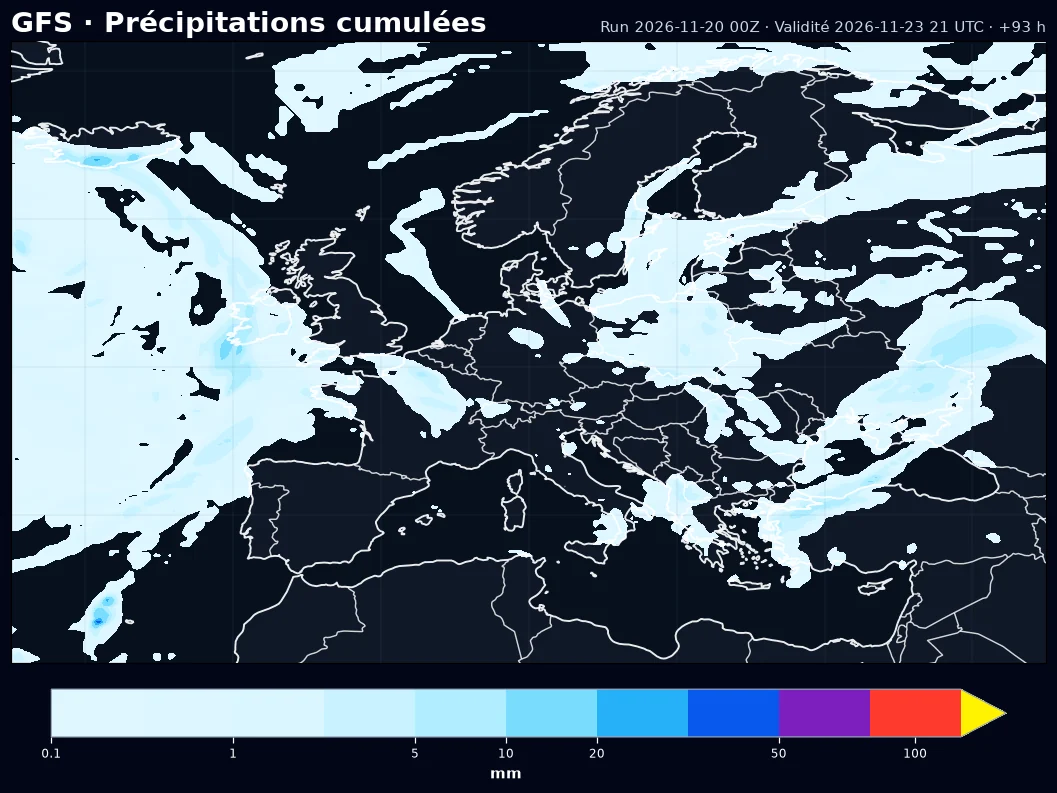 GFS · Précipitations cumulées
Run 2026-11-20 00Z · Validité 2026-11-23 21 UTC · +93 h
0.1 1 5 10 20 50 100
mm